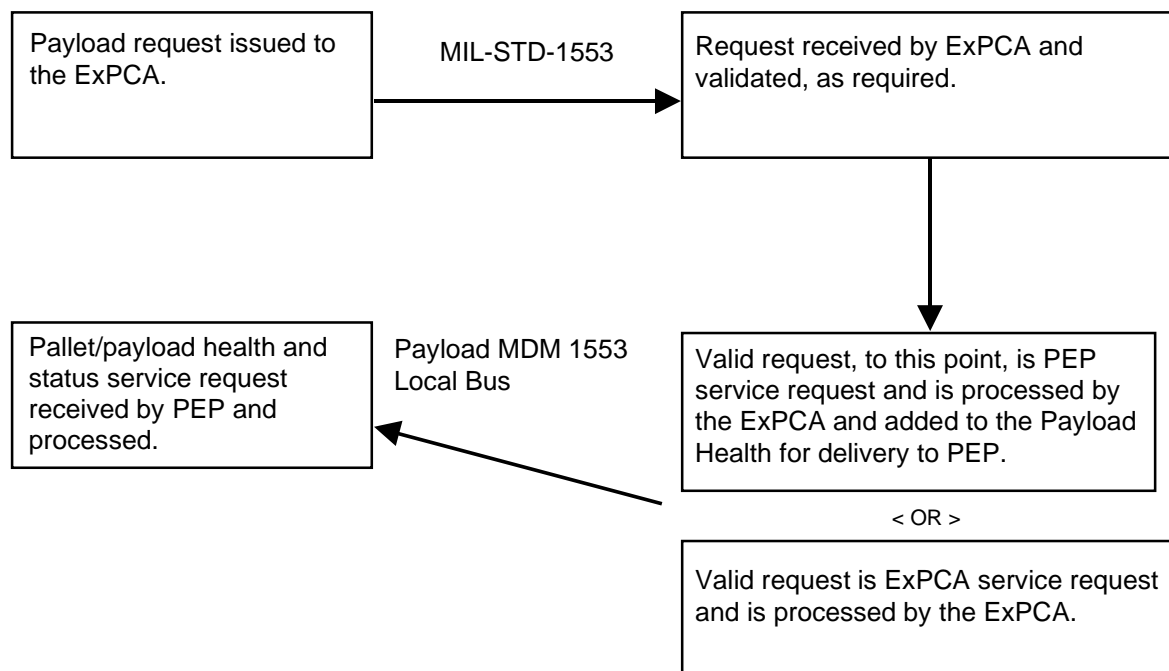 Payload request issued to
the ExPCA.
MIL-STD-1553
Request received by ExPCA and
validated, as required.
Pallet/payload health and
status service request
received by PEP and
processed.
Payload MDM 1553
Local Bus
Valid request, to this point, is PEP
service request and is processed by
the ExPCA and added to the Payload
Health for delivery to PEP.
< OR >
Valid request is ExPCA service request
and is processed by the ExPCA.